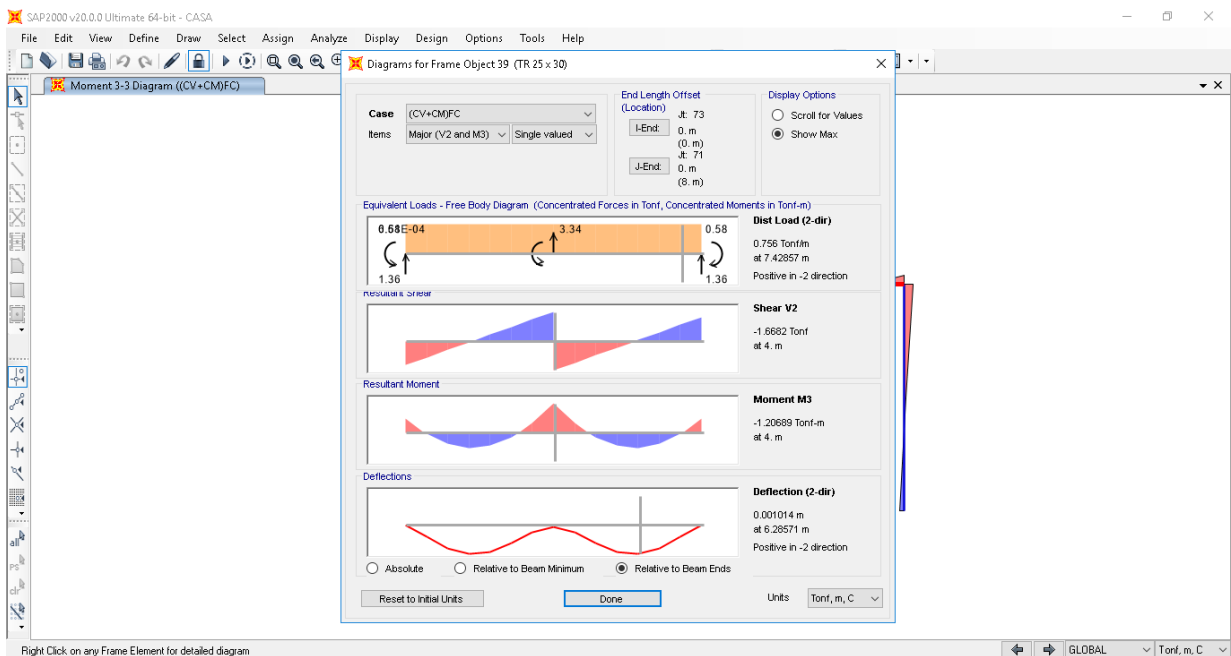 SAP2000 v20.0.0 Ultimate 64-bit - CASA
File Edit View Define Draw Select Assign Analyze Display Design Options Tools Help
Moment 3-3 Diagram ((CV+CM)FC)
Diagrams for Frame Object 39 (TR 25 x 30)
Case (CV+CM)FC
Items Major (V2 and M3) Single valued
End Length Offset
(Location)
Jt: 73
I-End: 0. m
(0. m)
Jt: 71
J-End: 0. m
(8. m)
Display Options
Scroll for Values
Show Max
Equivalent Loads - Free Body Diagram (Concentrated Forces in Tonf, Concentrated Moments in Tonf-m)
3.34 0.58
1.36 1.36
Dist Load (2-dir)
0.756 Tonf/m
at 7.42857 m
Positive in -2 direction
Resultant Shear
Shear V2
-1.6682 Tonf
at 4. m
Resultant Moment
Moment M3
-1.20689 Tonf-m
at 4. m
Deflections
Deflection (2-dir)
0.001014 m
at 6.28571 m
Positive in -2 direction
Absolute Relative to Beam Minimum Relative to Beam Ends
Reset to Initial Units Done Units Tonf, m, C
all
PS
clr
Right Click on any Frame Element for detailed diagram GLOBAL Tonf, m, C